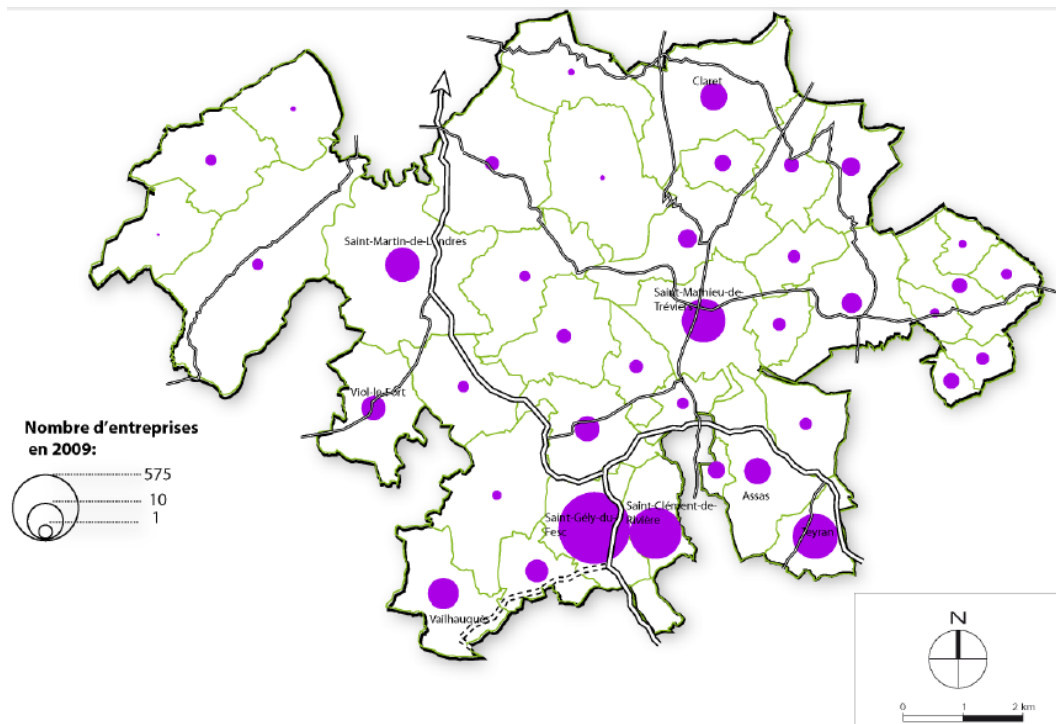 Claret
Saint-Martin-de-Londres
Saint-Mathieu-de-
Tréviers
Viol-le-Fort
Nombre d'entreprises
en 2009:
575
10
1
Assas
Saint-Gély-du-
Fesc
Saint-Clément-de-
Rivière
Teyran
Vailhauquès
N
0 1 2 km